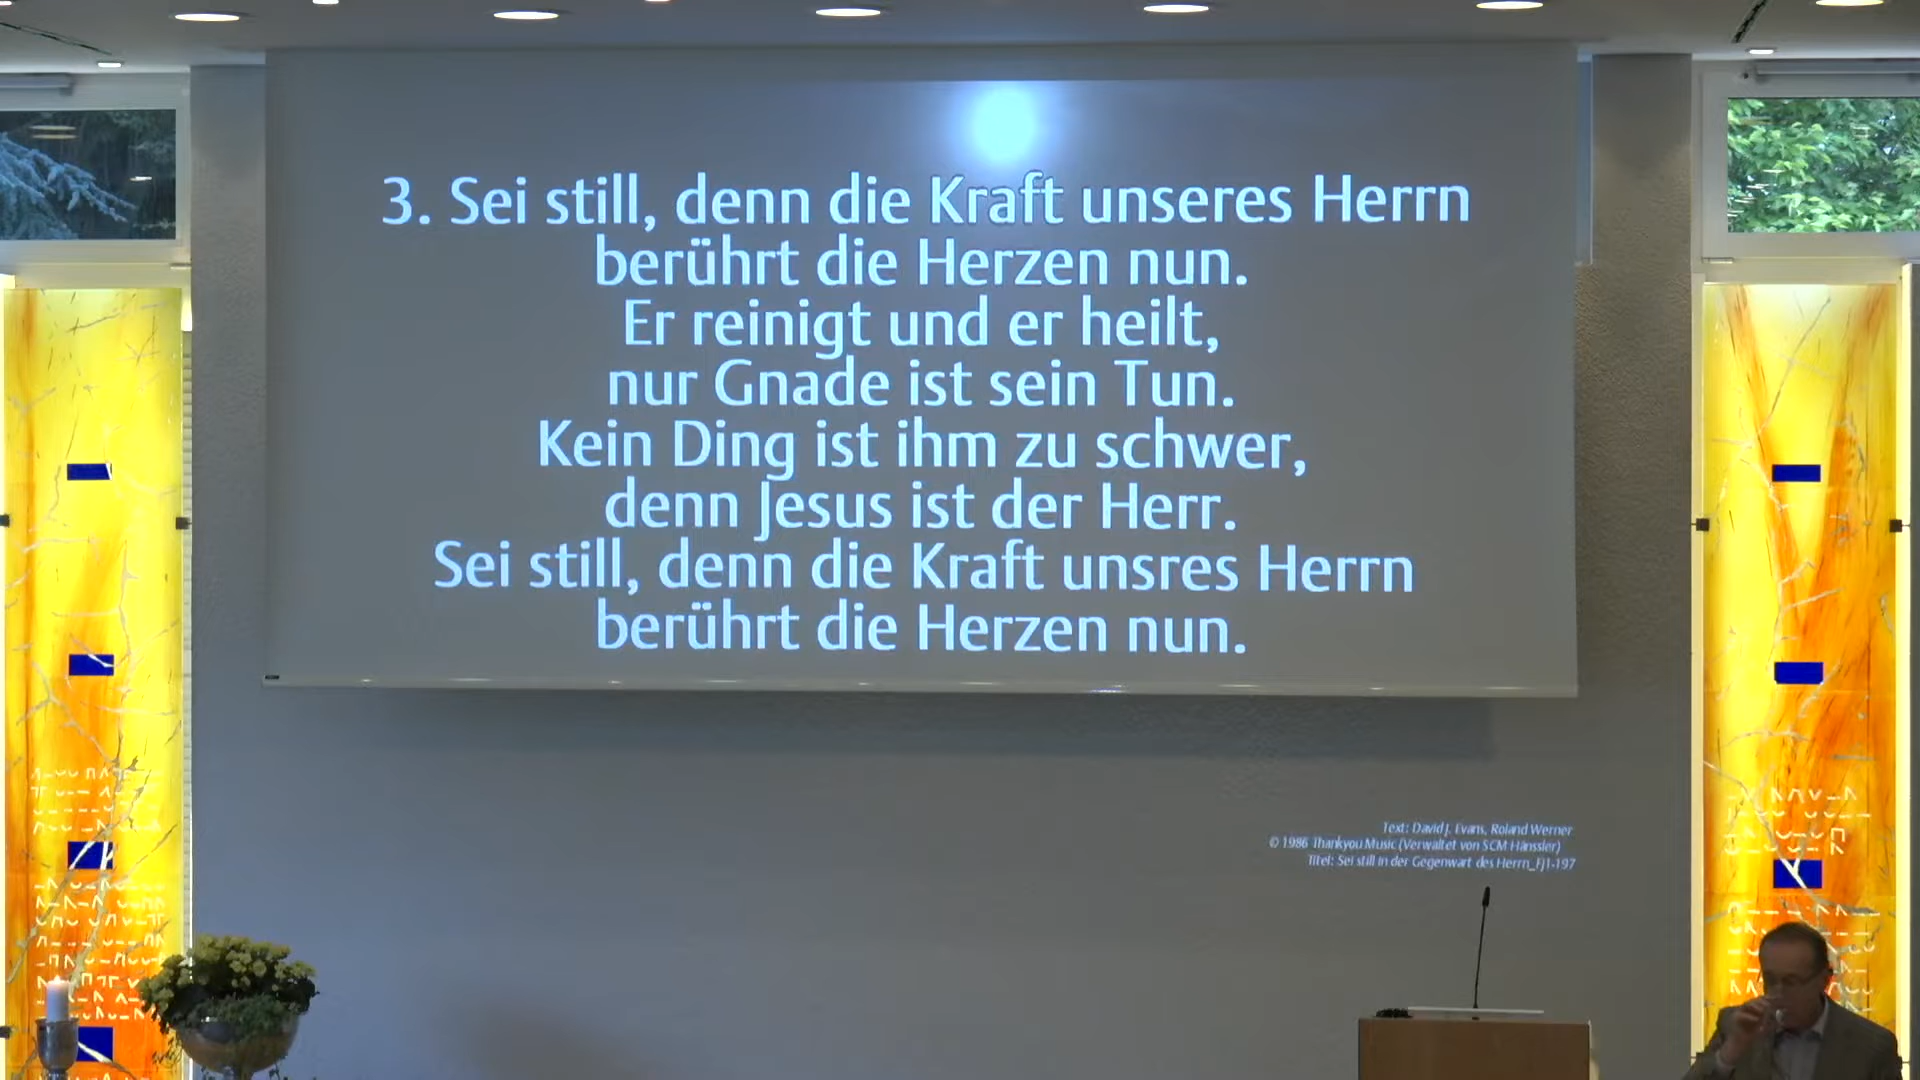 3. Sei still, denn die Kraft unseres Herrn
berührt die Herzen nun.
Er reinigt und er heilt,
nur Gnade ist sein Tun.
Kein Ding ist ihm zu schwer,
denn Jesus ist der Herr.
Sei still, denn die Kraft unsres Herrn
berührt die Herzen nun.
Text: David J. Evans, Roland Werner
© 1986 Thankyou Music (Verwaltet von SCM Hänssler)
Titel: Sei still in der Gegenwart des Herrn_FJ1-197